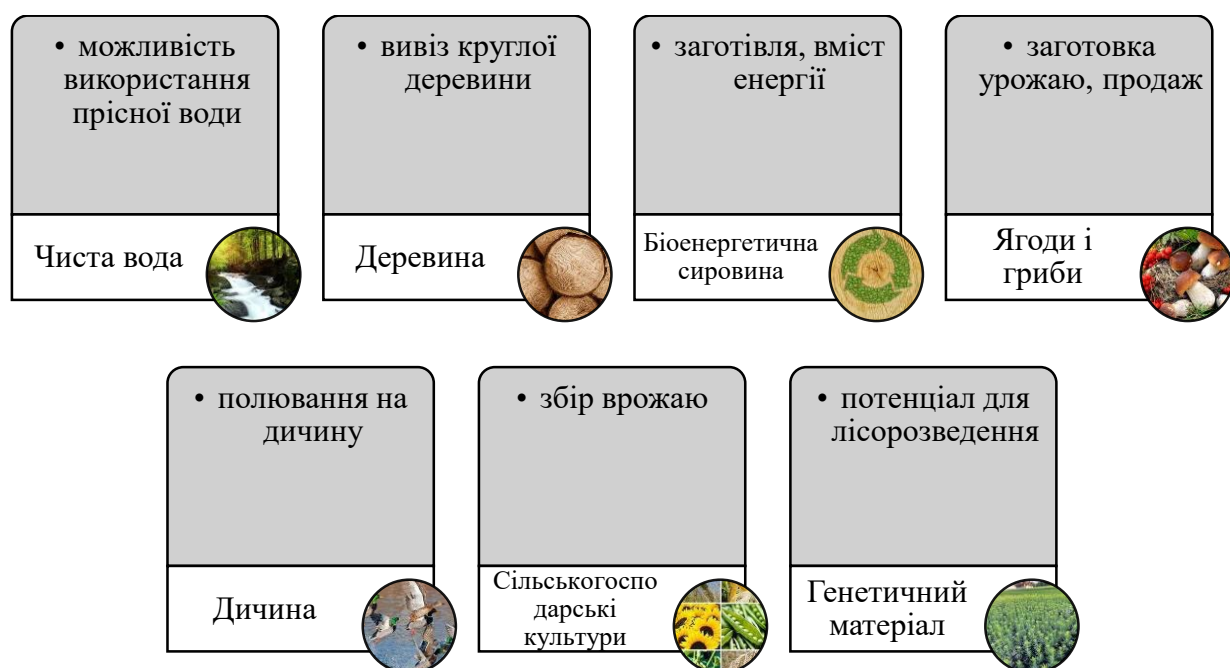 • можливість
використання
прісної води
Чиста вода
• вивіз круглої
деревини
Деревина
• заготівля, вміст
енергії
Біоенергетична
сировина
• заготовка
урожаю, продаж
Ягоди і
гриби
• полювання на
дичину
Дичина
• збір врожаю
Сільськогоспо
дарські
культури
• потенціал для
лісорозведення
Генетичний
матеріал